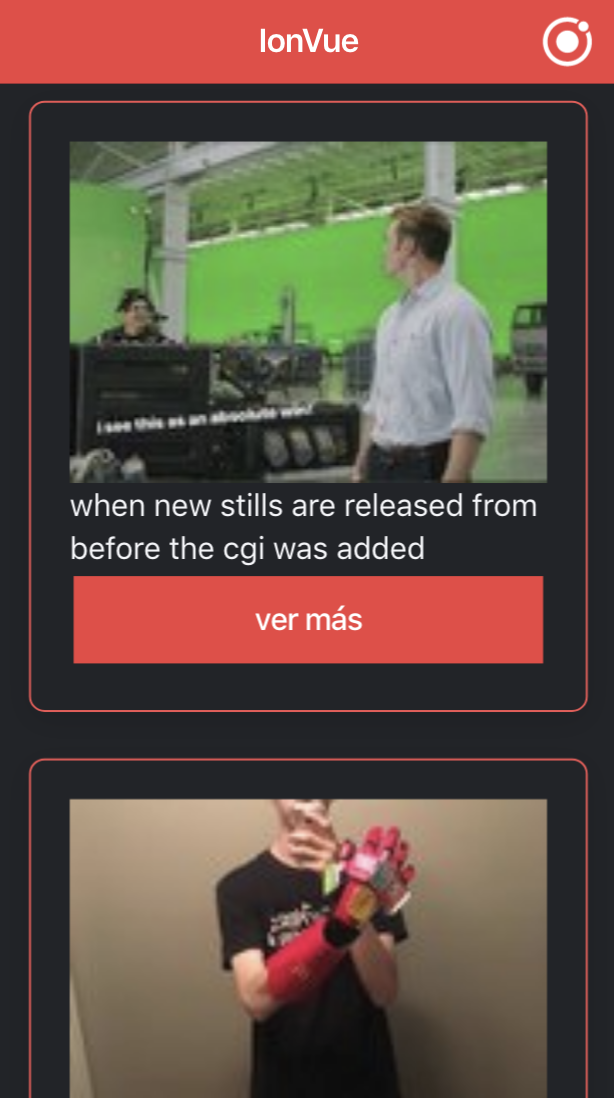 IonVue
i see this as an absolute win!
when new stills are released from
before the cgi was added
ver más